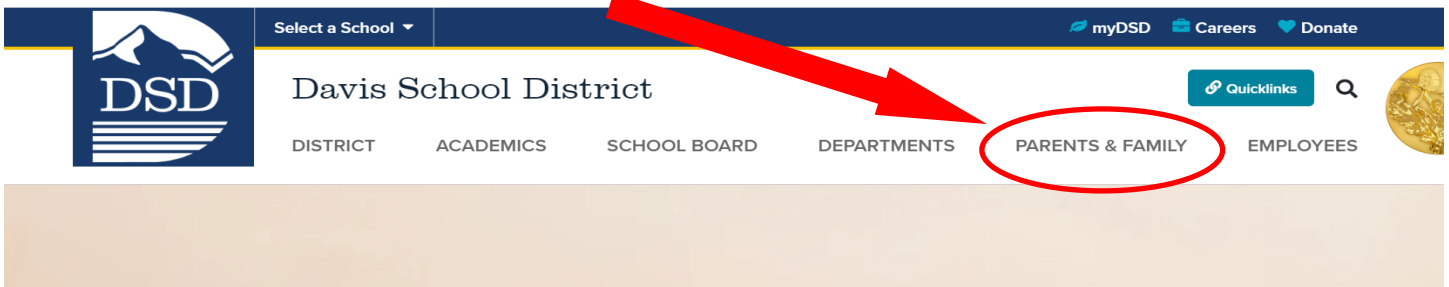 Select a School
myDSD Careers Donate
DSD
Davis School District
Quicklinks
DISTRICT ACADEMICS SCHOOL BOARD DEPARTMENTS PARENTS & FAMILY EMPLOYEES